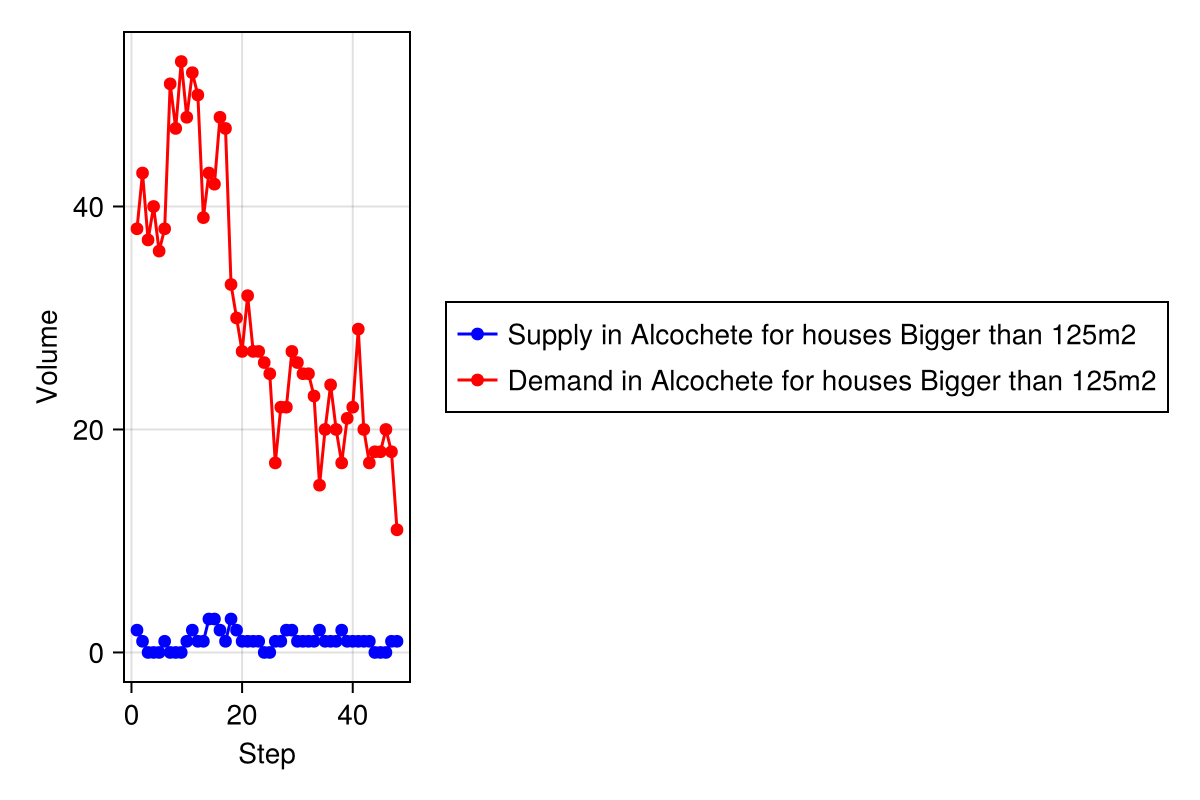 Volume
40
20
0
0 20 40
Step
Supply in Alcochete for houses Bigger than 125m2
Demand in Alcochete for houses Bigger than 125m2